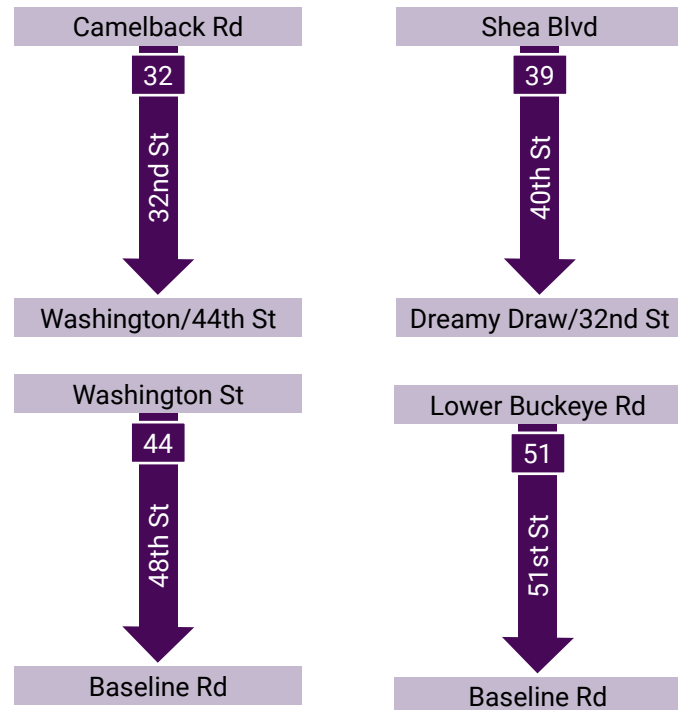 Camelback Rd
32
32nd St
Washington/44th St
Shea Blvd
39
40th St
Dreamy Draw/32nd St
Washington St
44
48th St
Baseline Rd
Lower Buckeye Rd
51
51st St
Baseline Rd